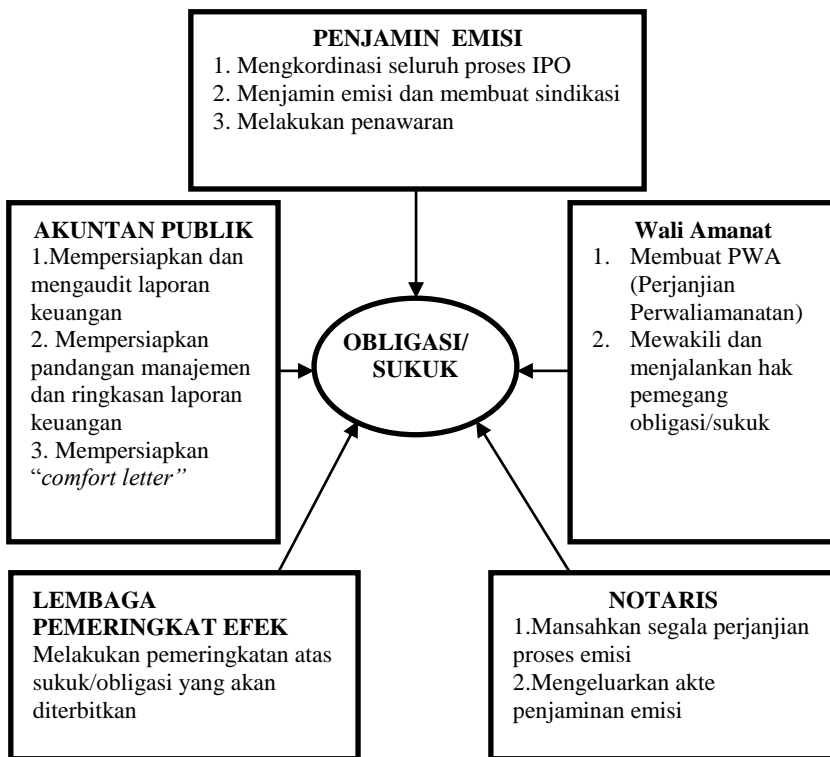 PENJAMIN  EMISI
1. Mengkordinasi seluruh proses IPO
2. Menjamin emisi dan membuat sindikasi
3. Melakukan penawaran
AKUNTAN PUBLIK
1.Mempersiapkan dan
mengaudit laporan
keuangan
2. Mempersiapkan
pandangan manajemen
dan ringkasan laporan
keuangan
3. Mempersiapkan
“comfort letter”
OBLIGASI/
SUKUK
Wali Amanat
1. Membuat PWA
(Perjanjian
Perwaliamanatan)
2. Mewakili dan
menjalankan hak
pemegang
obligasi/sukuk
LEMBAGA
PEMERINGKAT EFEK
Melakukan pemeringkatan atas
sukuk/obligasi yang akan
diterbitkan
NOTARIS
1.Mansahkan segala perjanjian
proses emisi
2.Mengeluarkan akte
penjaminan emisi